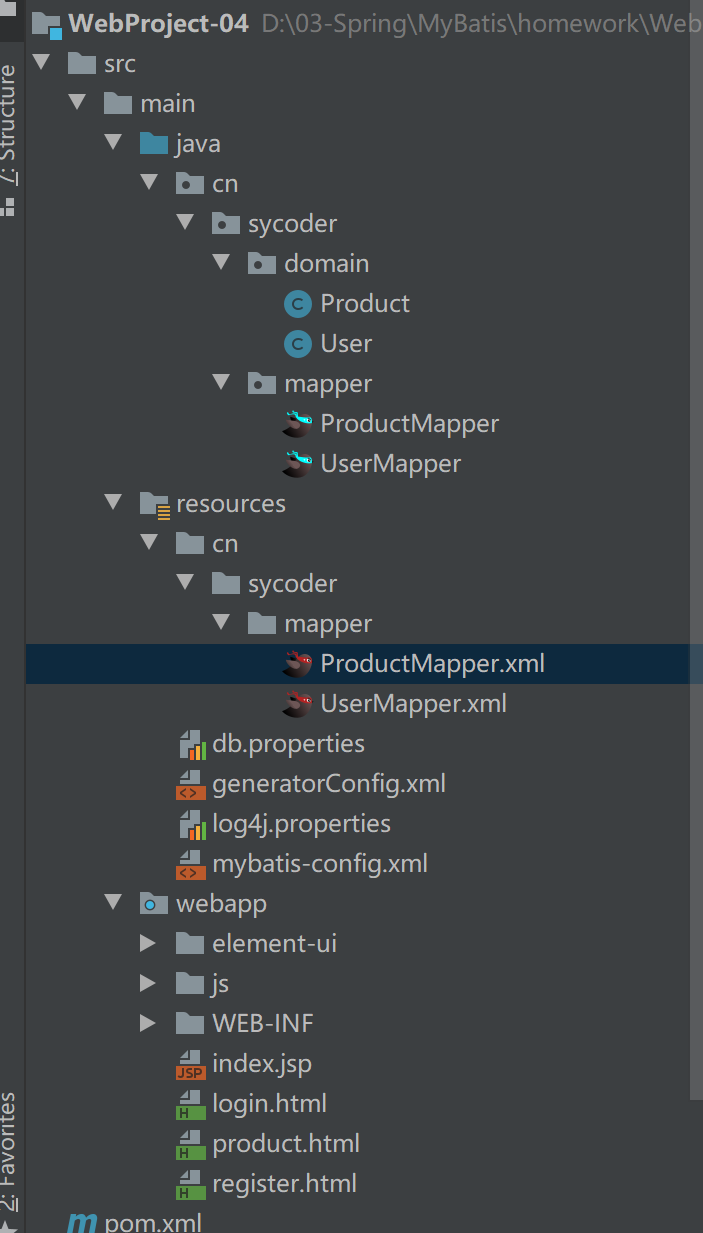 WebProject-04 D:\03-Spring\MyBatis\homework\Web
src
main
java
cn
sycoder
domain
Product
User
mapper
ProductMapper
UserMapper
resources
cn
sycoder
mapper
ProductMapper.xml
UserMapper.xml
db.properties
generatorConfig.xml
log4j.properties
mybatis-config.xml
webapp
element-ui
js
WEB-INF
index.jsp
login.html
product.html
register.html
pom.xml
7: Structure
2: Favorites